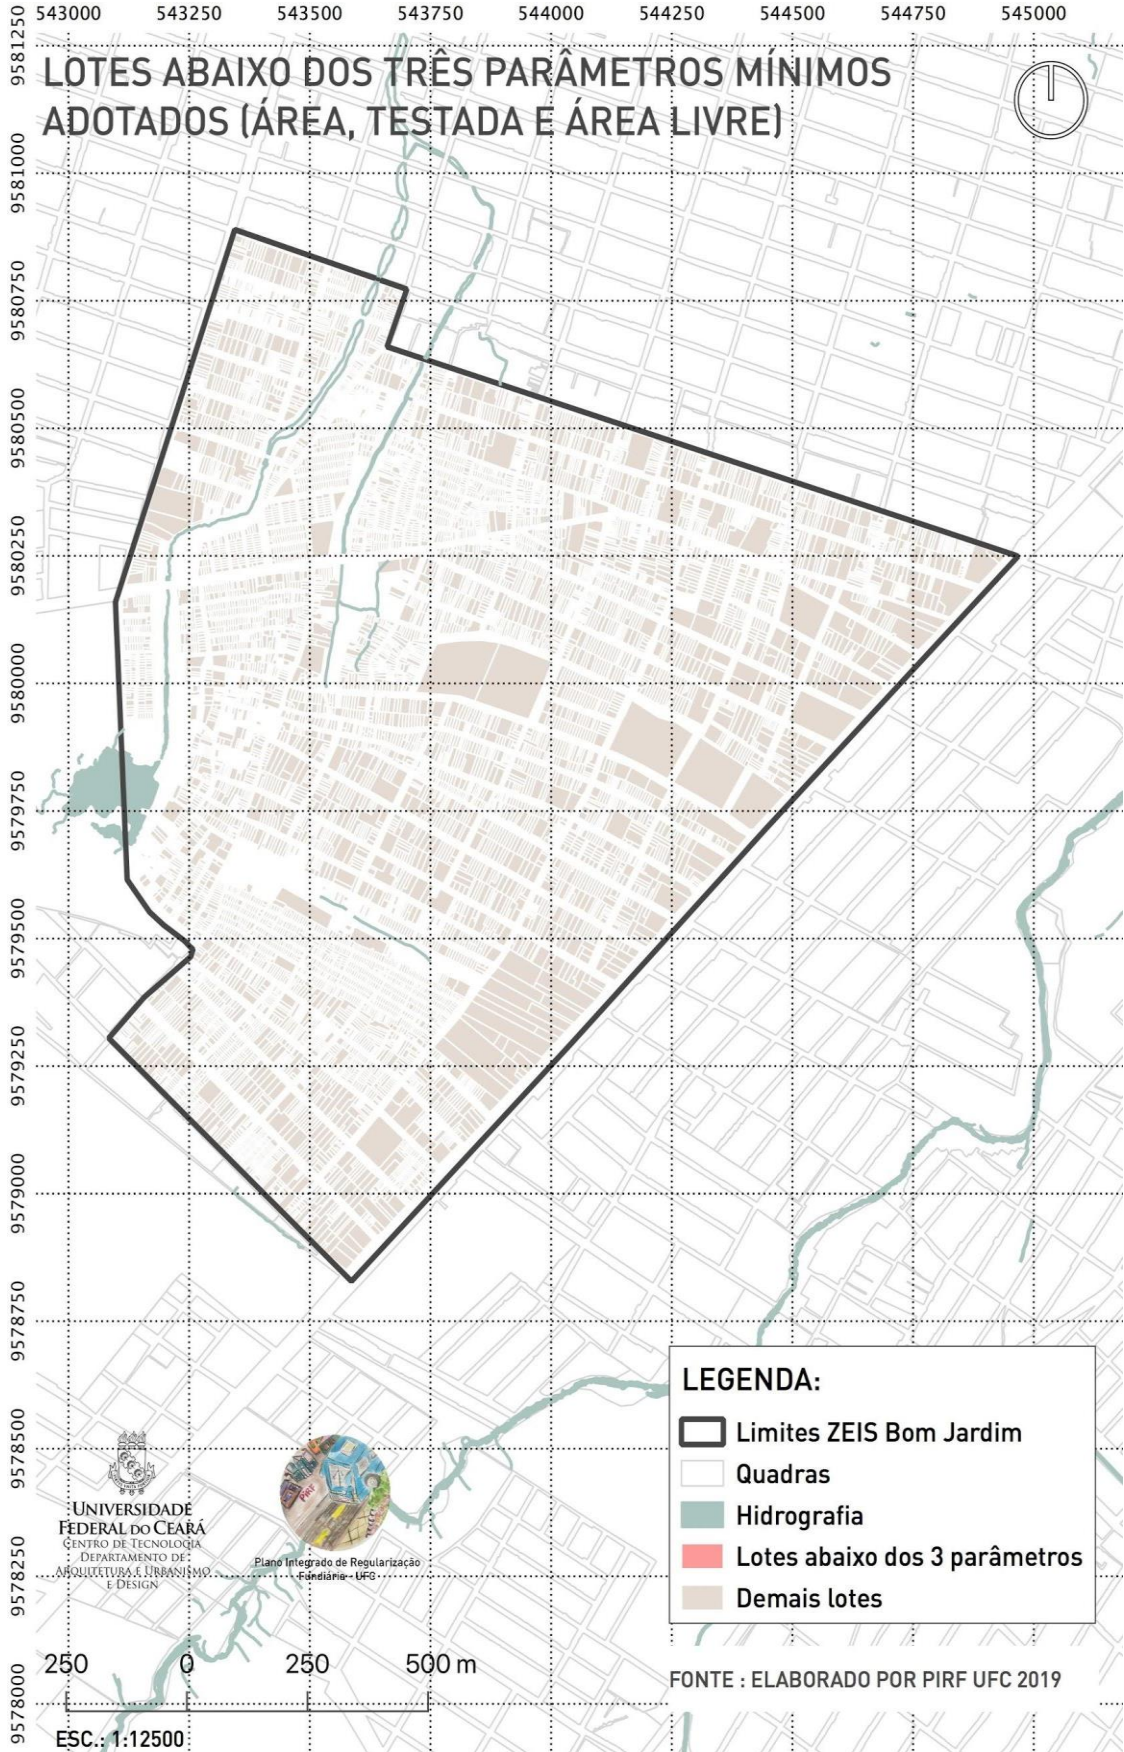 543000 543250 543500 543750 544000 544250 544500 544750 545000
9581250
LOTES ABAIXO DOS TRÊS PARÂMETROS MÍNIMOS
ADOTADOS (ÁREA, TESTADA E ÁREA LIVRE)
9581000
9580750
9580500
9580250
9580000
9579750
9579500
9579250
9579000
9578750
9578500
9578250
9578000
LEGENDA:
Limites ZEIS Bom Jardim
Quadras
Hidrografia
Lotes abaixo dos 3 parâmetros
Demais lotes
UNIVERSIDADE
FEDERAL DO CEARÁ
CENTRO DE TECNOLOGIA
DEPARTAMENTO DE
ARQUITETURA E URBANISMO
E DESIGN
PIRF
Plano Integrado de Regularização
Fundiária - UFC
250 0 250 500 m
ESC.: 1:12500
FONTE : ELABORADO POR PIRF UFC 2019